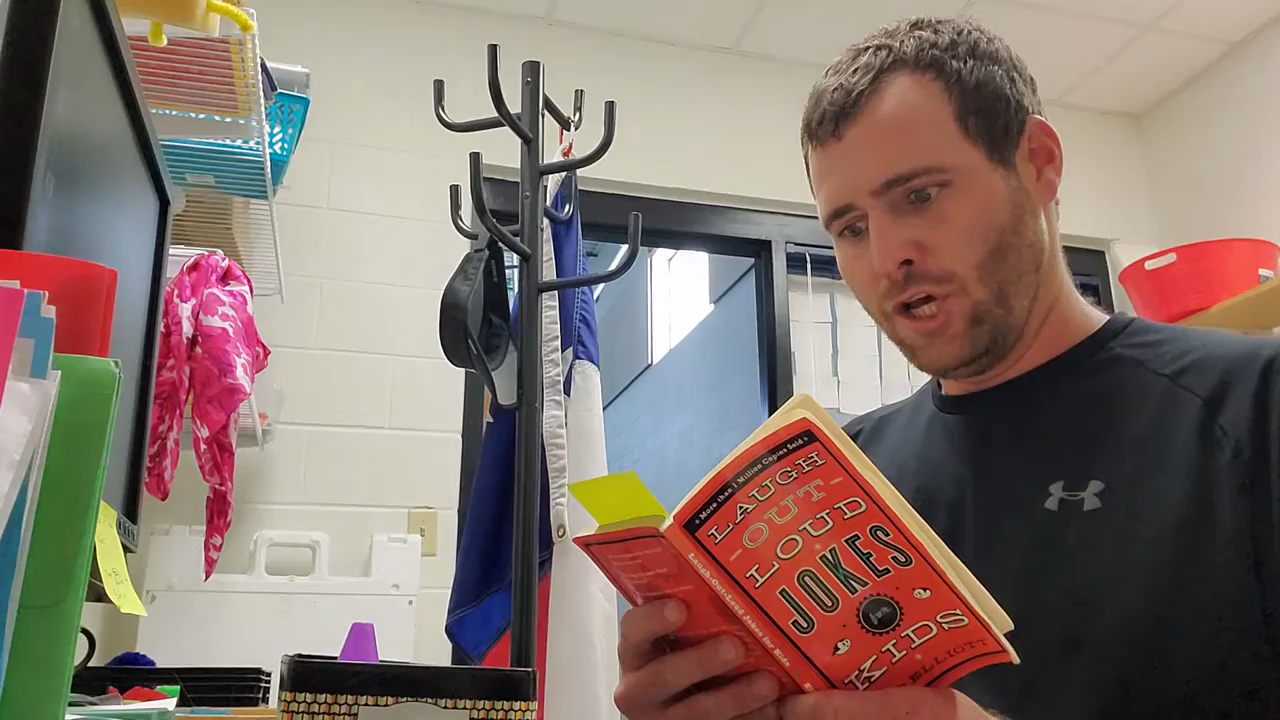 More than 1 Million Copies Sold
LAUGH
-OUT-
LOUD
JOKES
for
KIDS
ELLIOTT
Laugh-Out-Loud Jokes for Kids